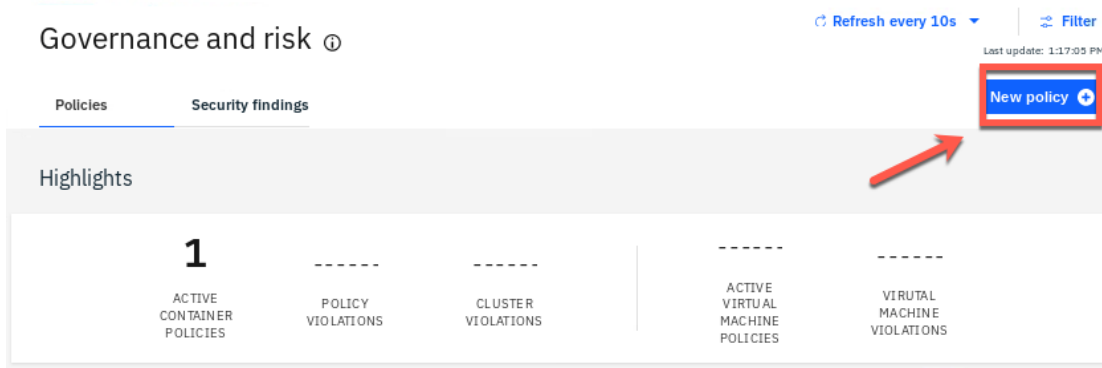 Governance and risk
Refresh every 10s
Filter
Last update: 1:17:05 PM
Policies
Security findings
New policy
Highlights
1
ACTIVE
CONTAINER
POLICIES
------
POLICY
VIOLATIONS
------
CLUSTER
VIOLATIONS
------
ACTIVE
VIRTUAL
MACHINE
POLICIES
------
VIRUTAL
MACHINE
VIOLATIONS